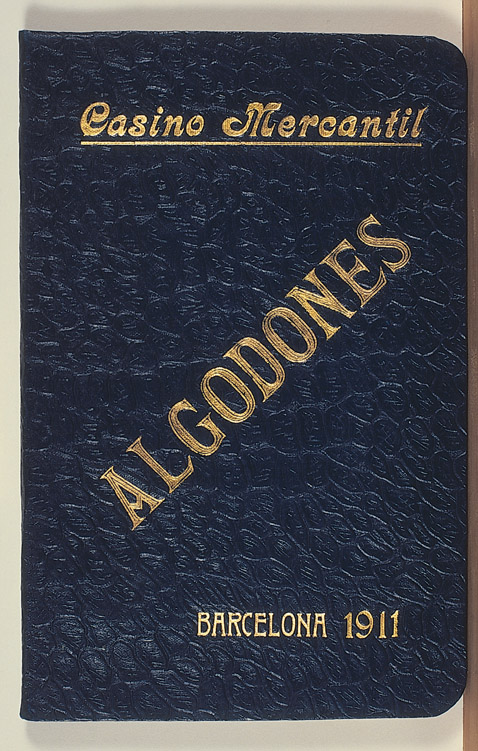 Casino Mercantil
ALGODONES
BARCELONA 1911